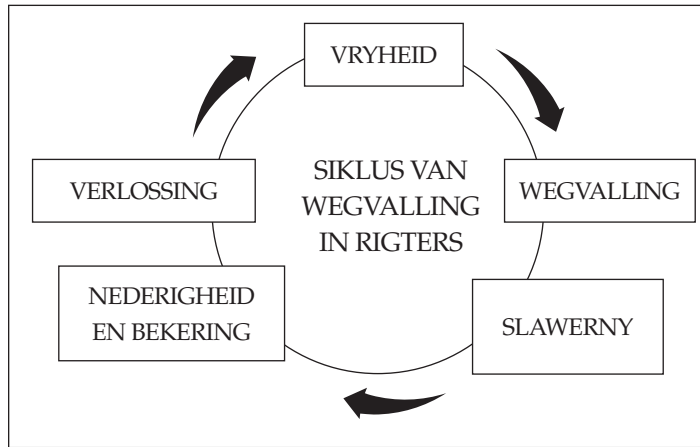 VRYHEID
SIKLUS VAN
WEGVALLING
IN RIGTERS
WEGVALLING
SLAWERNY
NEDERIGHEID
EN BEKERING
VERLOSSING